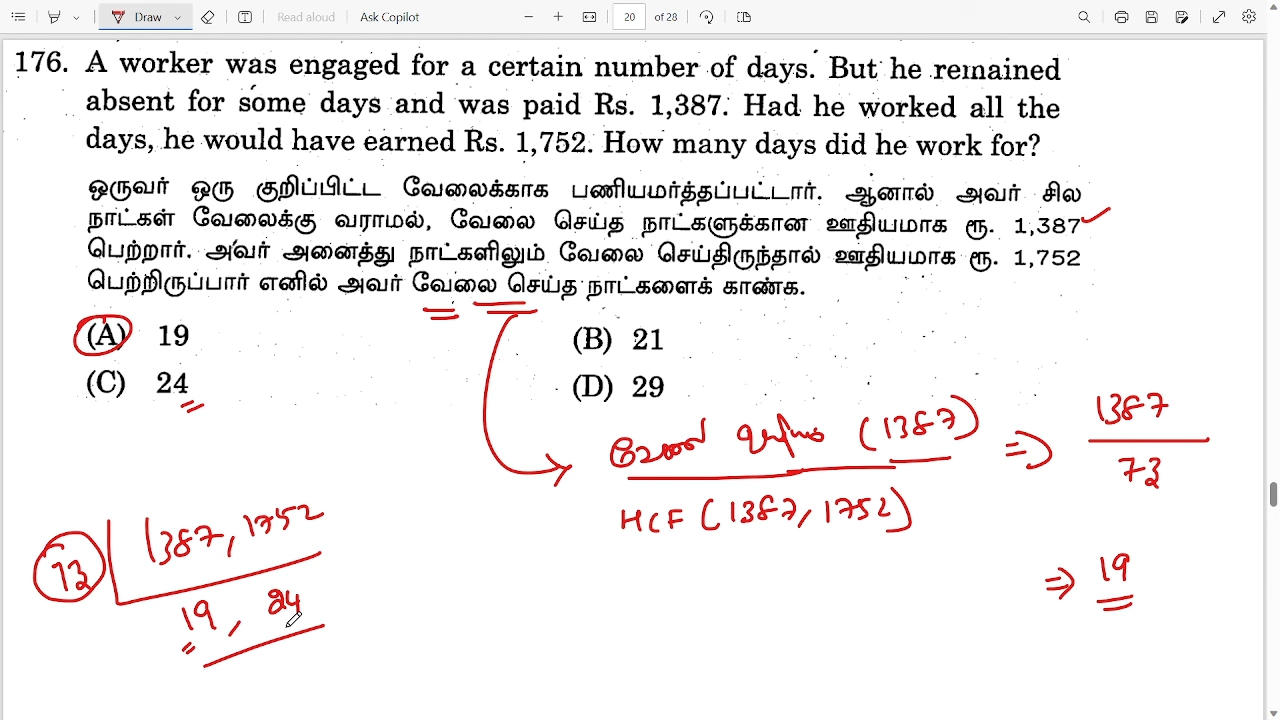 Draw Read aloud Ask Copilot 20 of 28
176. A worker was engaged for a certain number of days. But he remained
absent for some days and was paid Rs. 1,387. Had he worked all the
days, he would have earned Rs. 1,752. How many days did he work for?
ஒருவர் ஒரு குறிப்பிட்ட வேலைக்காக பணியமர்த்தப்பட்டார். ஆனால் அவர் சில
நாட்கள் வேலைக்கு வராமல், வேலை செய்த நாட்களுக்கான ஊதியமாக ரூ. 1,387
பெற்றார். அவர் அனைத்து நாட்களிலும் வேலை செய்திருந்தால் ஊதியமாக ரூ. 1,752
பெற்றிருப்பார் எனில் அவர் வேலை செய்த நாட்களைக் காண்க.
(A) 19 (B) 21
(C) 24 (D) 29
(1387) ⇒ 1387
HCF (1387, 1752) 73
73 1387, 1752
19, 24
⇒ 19